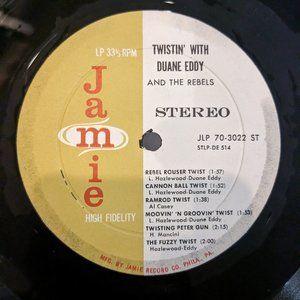 LP 33⅓ RPM
Jamie
HIGH FIDELITY
TWISTIN' WITH
DUANE EDDY
AND THE REBELS
STEREO
JLP 70-3022 ST
STLP-DE 514
REBEL ROUSER TWIST (1:57)
L. Hazlewood-Duane Eddy
CANNON BALL TWIST (1:52)
L. Hazlewood-Duane Eddy
RAMROD TWIST (1:38)
Al Casey
MOOVIN' 'N GROOVIN' TWIST (1:53)
L. Hazlewood-Duane Eddy
TWISTING PETER GUN (2:15)
H. Mancini
THE FUZZY TWIST (2:00)
Hazlewood-Eddy
MFG. BY JAMIE RECORD CO. PHILA, PA.